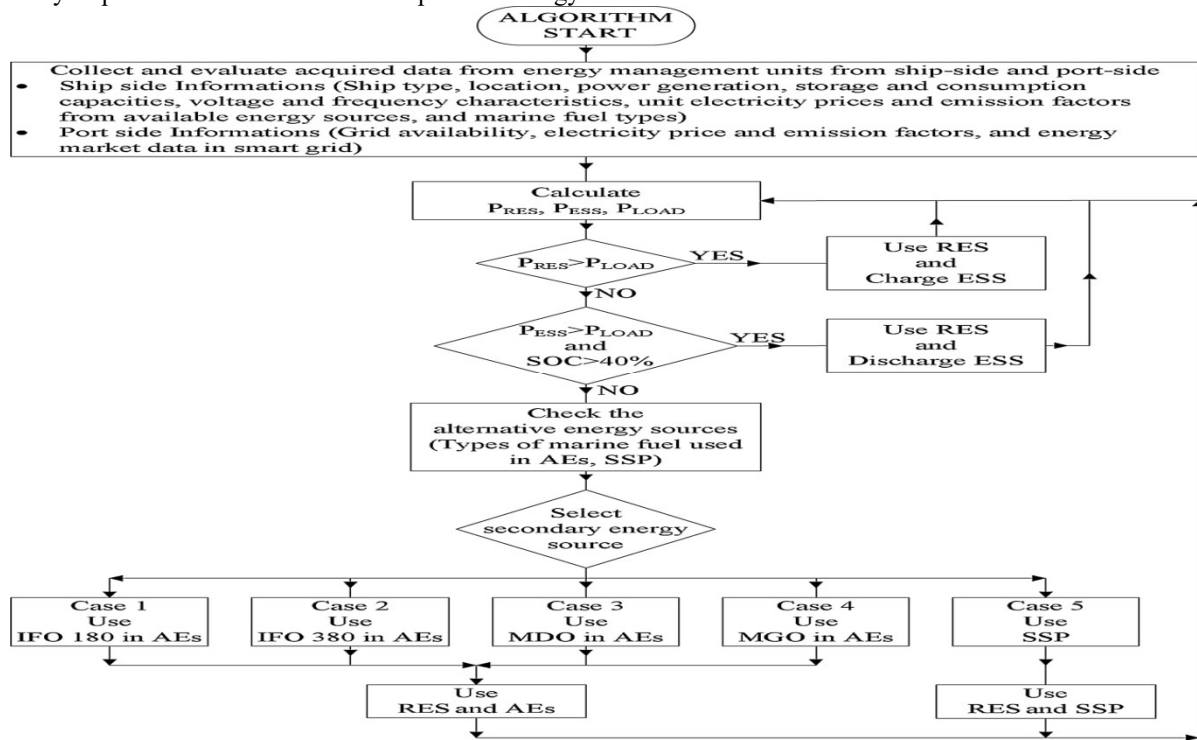 ALGORITHM
START
Collect and evaluate acquired data from energy management units from ship-side and port-side
• Ship side Informations (Ship type, location, power generation, storage and consumption
capacities, voltage and frequency characteristics, unit electricity prices and emission factors
from available energy sources, and marine fuel types)
• Port side Informations (Grid availability, electricity price and emission factors, and energy
market data in smart grid)
Calculate
PRES, PESS, PLOAD
PRES>PLOAD
YES
Use RES
and
Charge ESS
NO
PESS>PLOAD
and
SOC>40%
YES
Use RES
and
Discharge ESS
NO
Check the
alternative energy sources
(Types of marine fuel used
in AEs, SSP)
Select
secondary energy
source
Case 1
Use
IFO 180 in AEs
Case 2
Use
IFO 380 in AEs
Case 3
Use
MDO in AEs
Case 4
Use
MGO in AEs
Case 5
Use
SSP
Use
RES and AEs
Use
RES and SSP